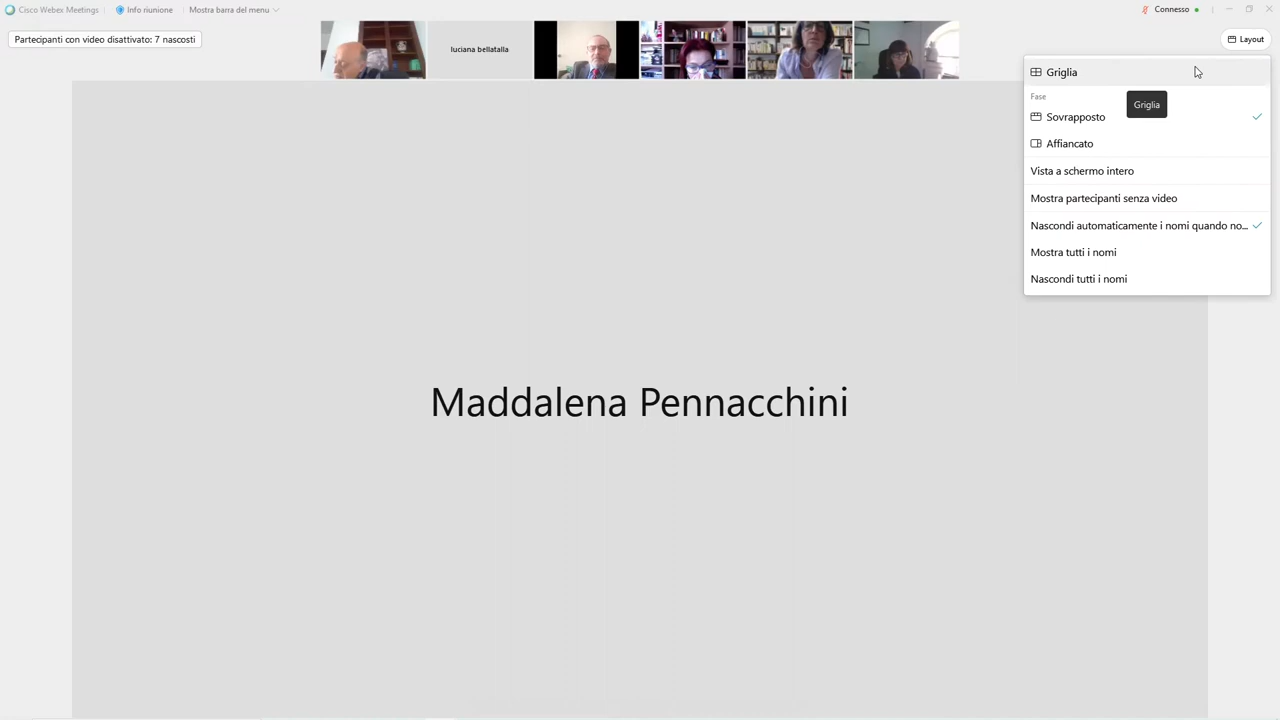 Cisco Webex Meetings
Info riunione
Mostra barra del menu
Connesso
Partecipanti con video disattivato: 7 nascosti
luciana bellatalla
Layout
Griglia
Fase
Griglia
Sovrapposto
Affiancato
Vista a schermo intero
Mostra partecipanti senza video
Nascondi automaticamente i nomi quando no...
Mostra tutti i nomi
Nascondi tutti i nomi
Maddalena Pennacchini